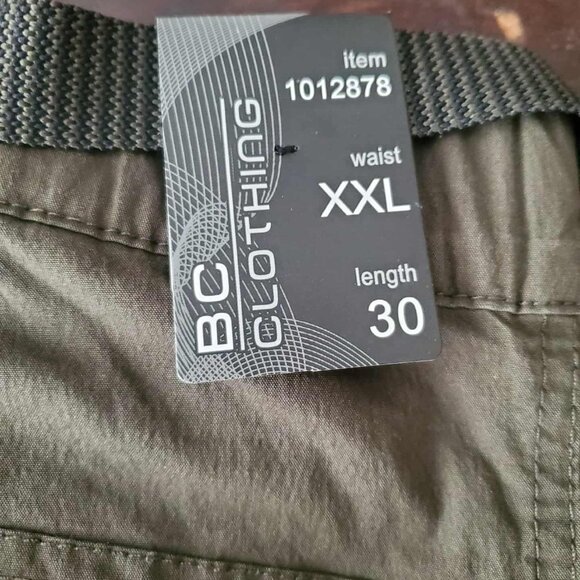 item
1012878
waist
XXL
length
30
BC
CLOTHING